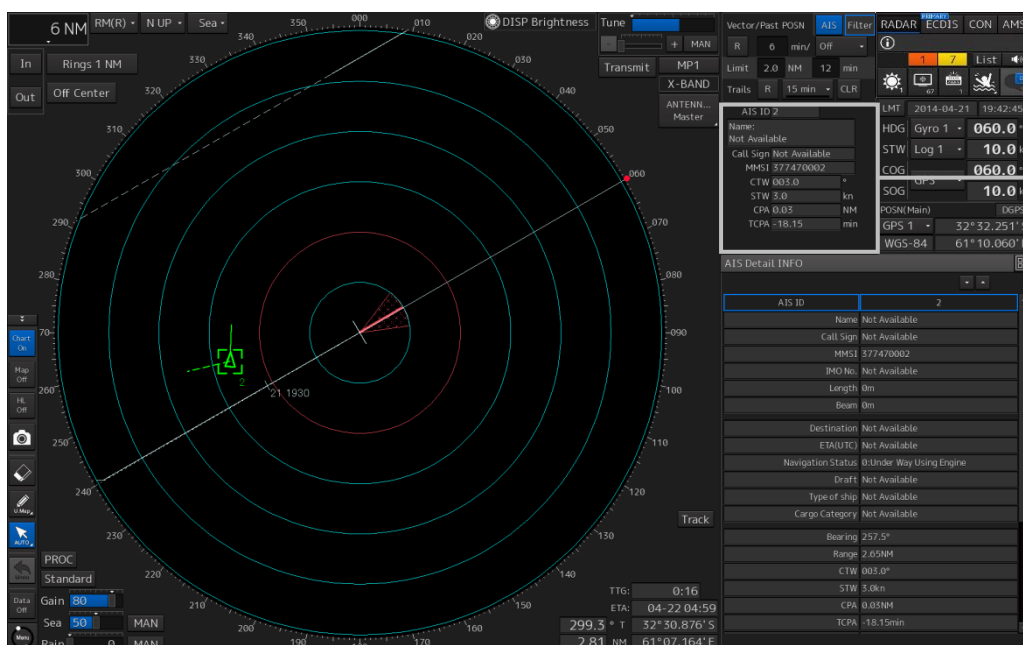 6 NM RM(R) N UP Sea
In Rings 1 NM
Out Off Center
DISP Brightness
Tune
- + MAN
Transmit MP1
X-BAND
ANTENN...
Master
Vector/Past POSN AIS Filter
R 6 min/ Off
Limit 2.0 NM 12 min
Trails R 15 min CLR
AIS ID 2
Name:
Not Available
Call Sign Not Available
MMSI 377470002
CTW 003.0 °
STW 3.0 kn
CPA 0.03 NM
TCPA -18.15 min
PRIMARY
RADAR ECDIS CON AMS
1 7 List
1 67 1
LMT 2014-04-21 19:42:45
HDG Gyro 1 060.0 °
STW Log 1 10.0
COG 060.0 °
GPS
SOG 10.0
POSN(Main) DGPS
GPS 1 32°32.251'
WGS-84 61°10.060'
AIS Detail INFO
AIS ID 2
Name Not Available
Call Sign Not Available
MMSI 377470002
IMO No. Not Available
Length 0m
Beam 0m
Destination Not Available
ETA(UTC) Not Available
Navigation Status 0:Under Way Using Engine
Draft Not Available
Type of ship Not Available
Cargo Category Not Available
Bearing 257.5°
Range 2.65NM
CTW 003.0°
STW 3.0kn
CPA 0.03NM
TCPA -18.15min
350 000 010
340 020
330 030
320
310 050
300 060
290 070
280 080
70 090
260 100
250 110
240 120
230 130
220 140
210 150
200 190 170 160
2
21 1930
Chart
On
Map
Off
HL
Off
U.Map
AUTO
Undo
Data
Off
Menu
PROC
Standard
Gain 80
Sea 50 MAN
Rain 0 MAN
Track
TTG: 0:16
ETA: 04-22 04:59
299.3 ° T 32°30.876'S
2.81 NM 61°07.164'E